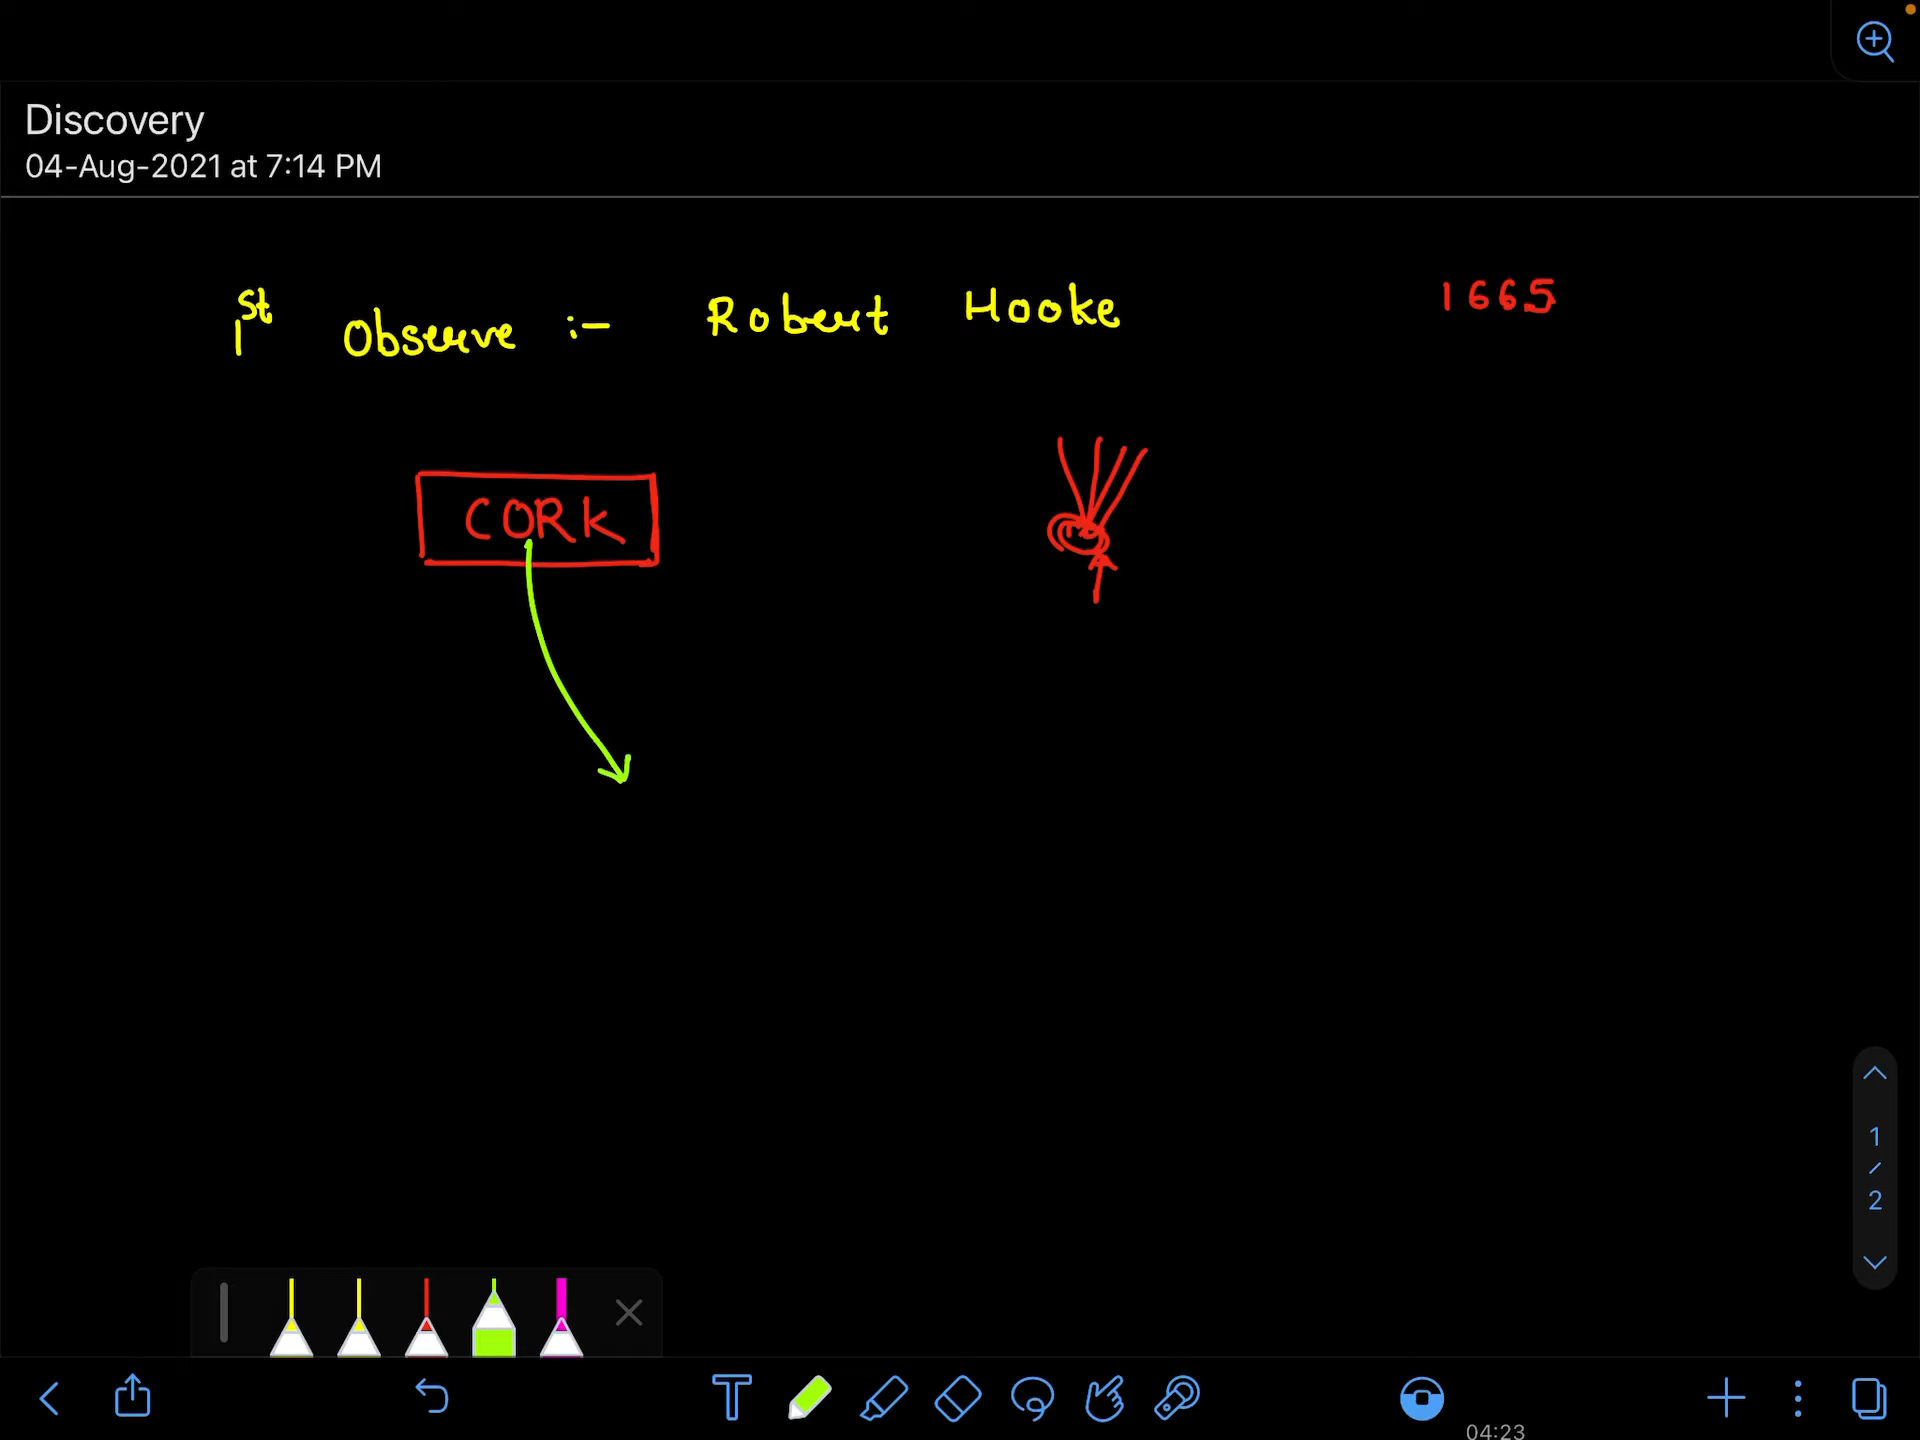 Discovery
04-Aug-2021 at 7:14 PM
1st Observe :- Robert Hooke 1665
CORK
1
/
2
04:23